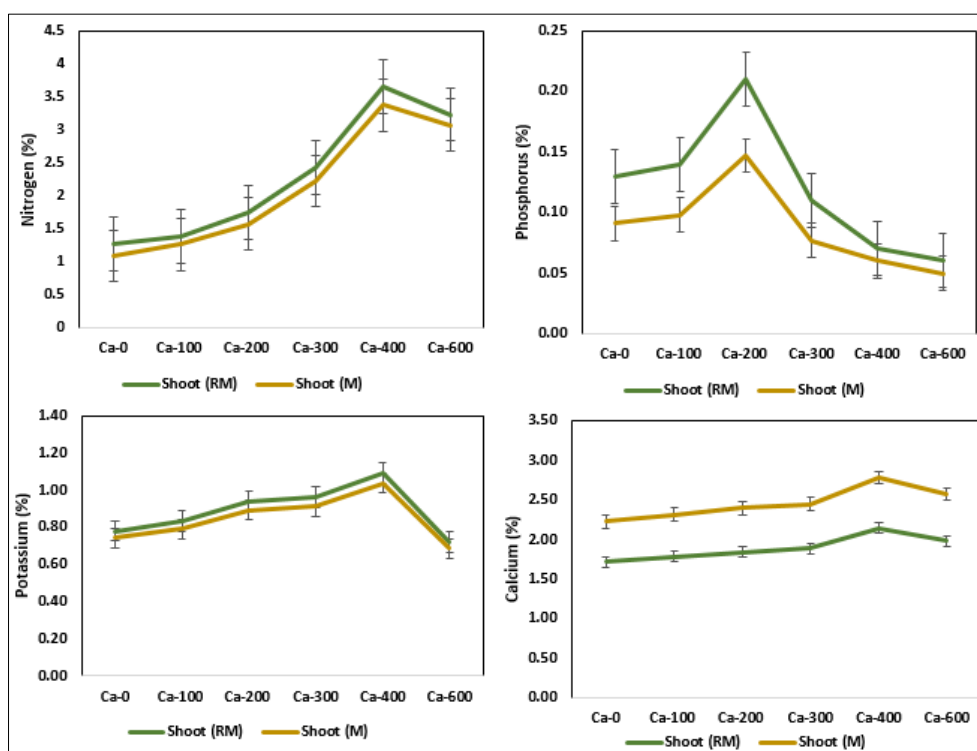 Nitrogen (%)
4.5
4
3.5
3
2.5
2
1.5
1
0.5
0
Ca-0 Ca-100 Ca-200 Ca-300 Ca-400 Ca-600
Shoot (RM) Shoot (M)
Phosphorus (%)
0.25
0.20
0.15
0.10
0.05
0.00
Ca-0 Ca-100 Ca-200 Ca-300 Ca-400 Ca-600
Shoot (RM) Shoot (M)
Potassium (%)
1.40
1.20
1.00
0.80
0.60
0.40
0.20
0.00
Ca-0 Ca-100 Ca-200 Ca-300 Ca-400 Ca-600
Shoot (RM) Shoot (M)
Calcium (%)
3.50
3.00
2.50
2.00
1.50
1.00
0.50
0.00
Ca-0 Ca-100 Ca-200 Ca-300 Ca-400 Ca-600
Shoot (RM) Shoot (M)